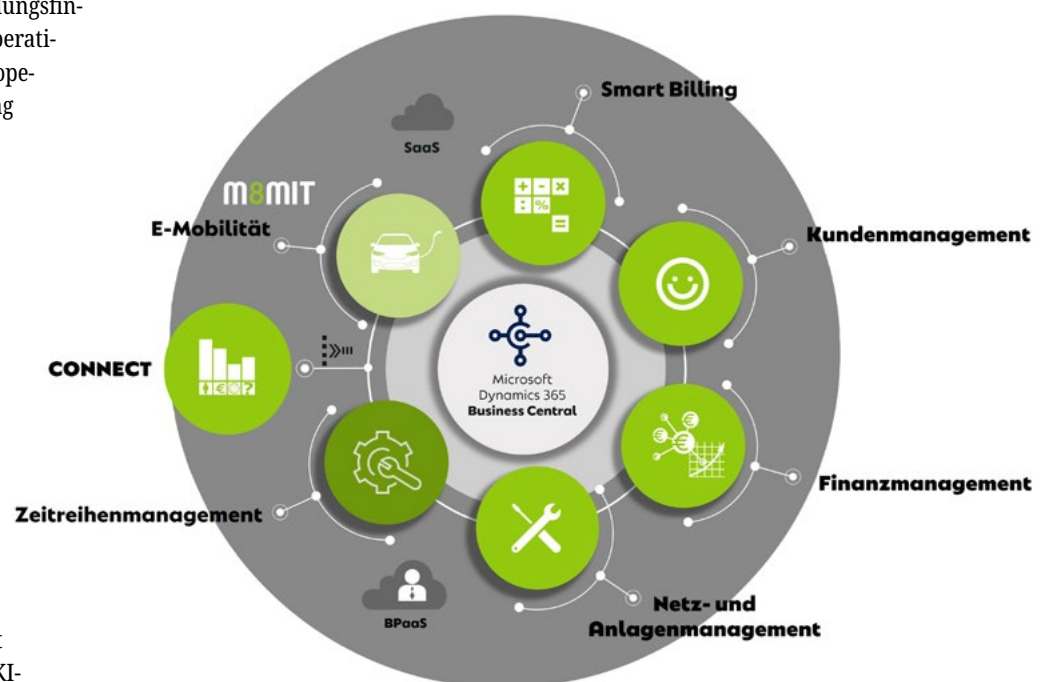 lungsfin-
perati-
ope-
ng
Smart Billing
SaaS
m8mit
E-Mobilität
Kundenmanagement
CONNECT
Microsoft
Dynamics 365
Business Central
Finanzmanagement
Zeitreihenmanagement
Netz- und
Anlagenmanagement
BPaaS
t
KI-